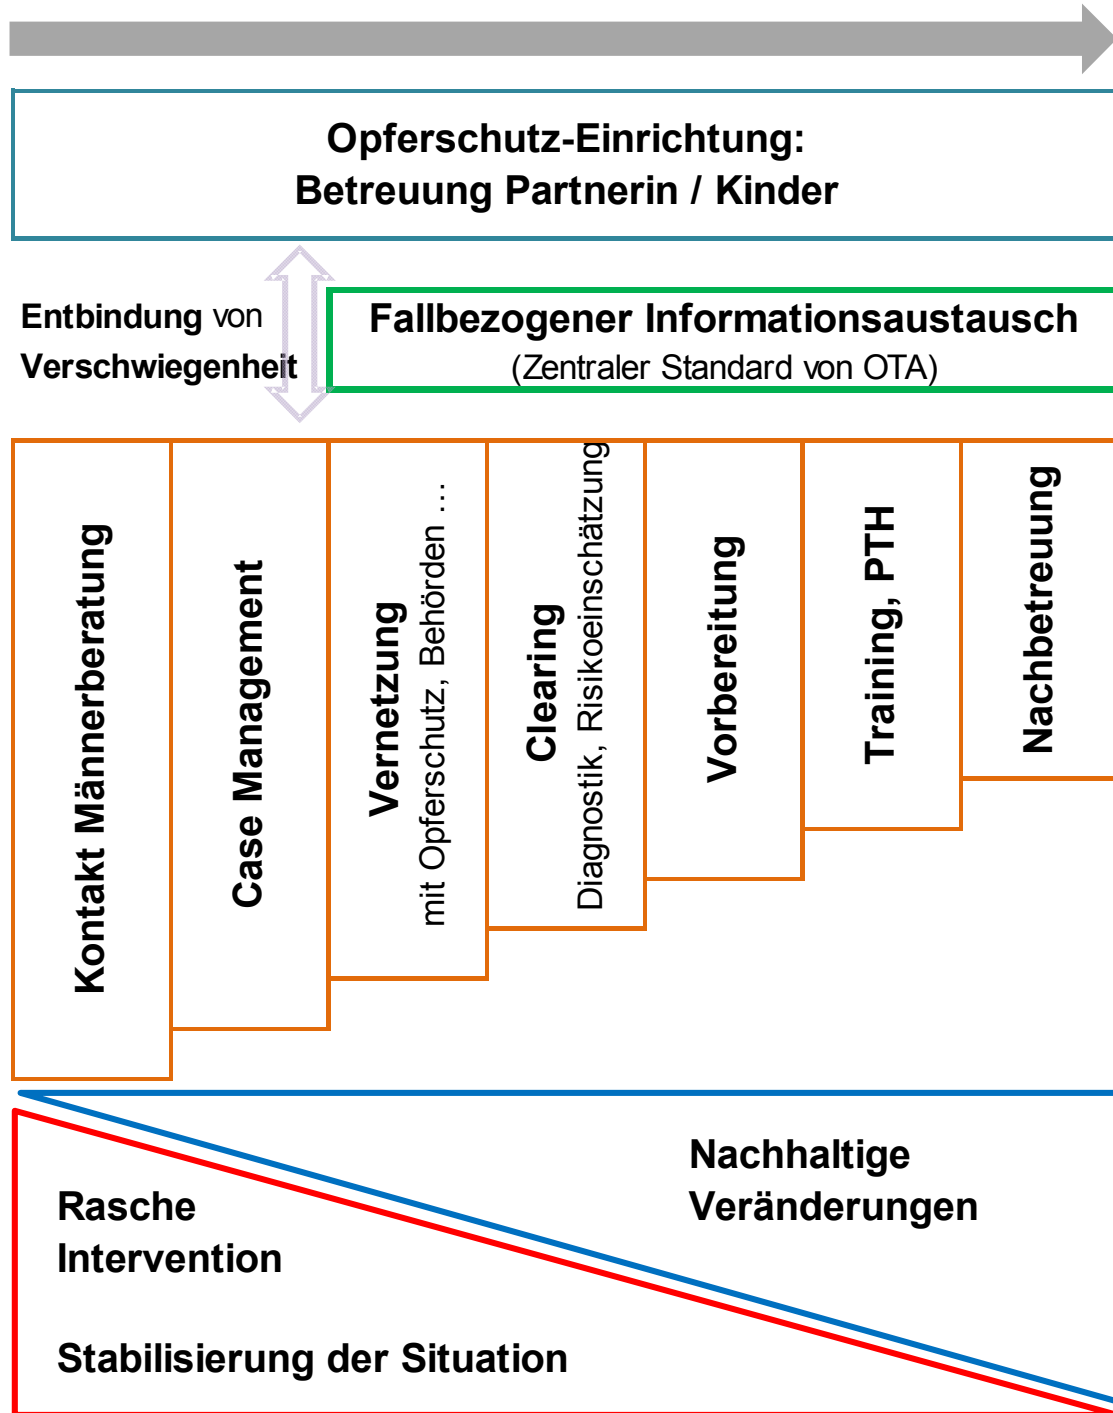 Opferschutz-Einrichtung:
Betreuung Partnerin / Kinder
Entbindung von
Verschwiegenheit
Fallbezogener Informationsaustausch
(Zentraler Standard von OTA)
Kontakt Männerberatung
Case Management
Vernetzung
mit Opferschutz, Behörden …
Clearing
Diagnostik, Risikoeinschätzung
Vorbereitung
Training, PTH
Nachbetreuung
Nachhaltige
Veränderungen
Rasche
Intervention
Stabilisierung der Situation